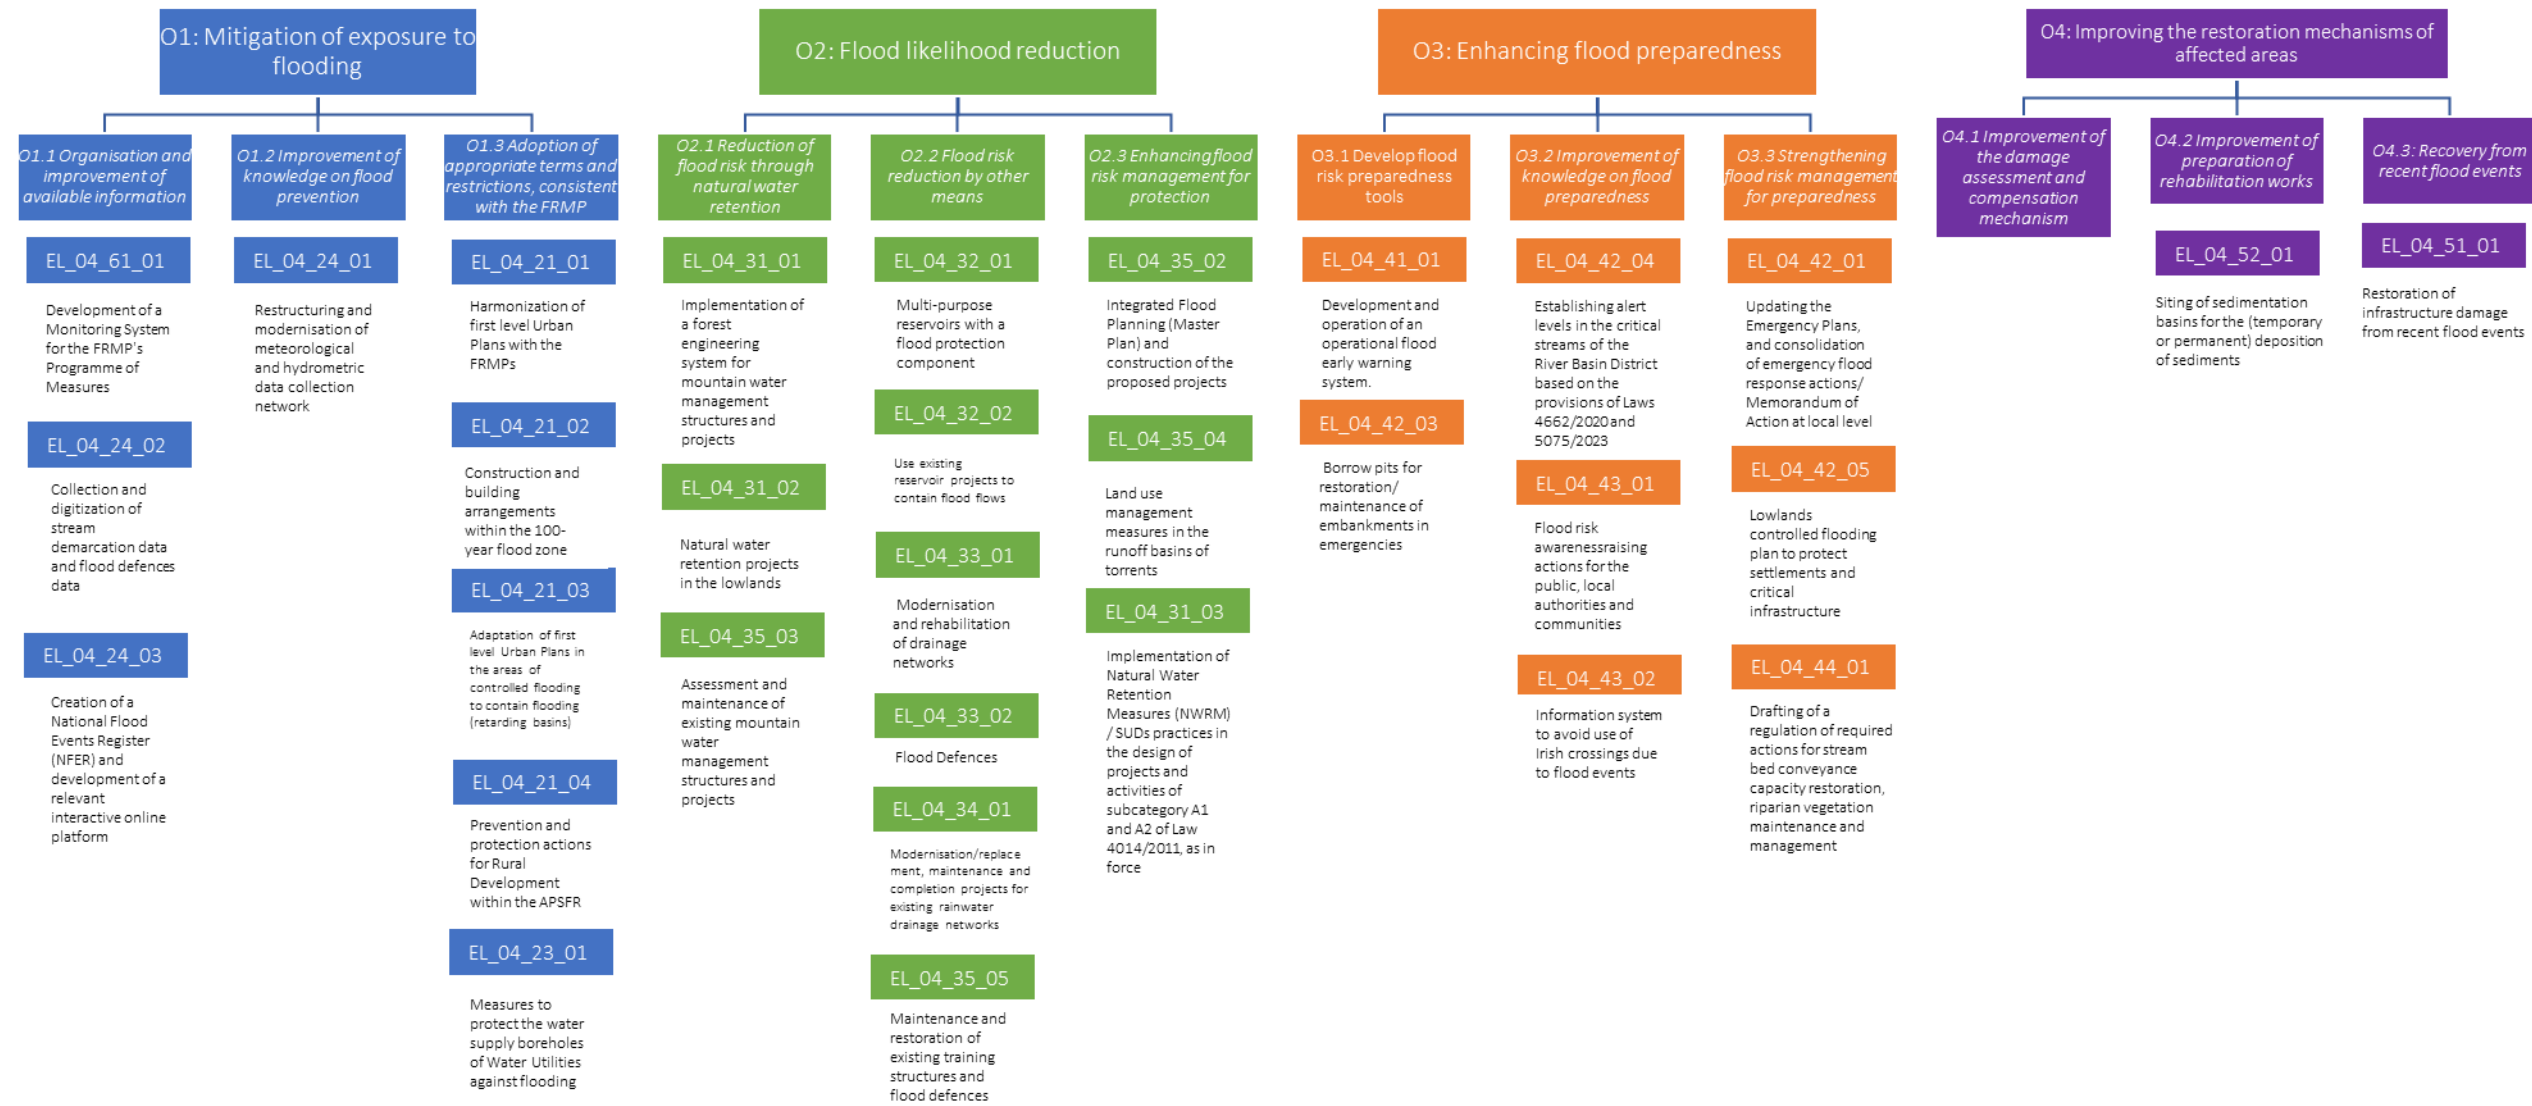 O1: Mitigation of exposure to
flooding
O1.1 Organisation and
improvement of
available information
EL_04_61_01
Development of a
Monitoring System
for the FRMP's
Programme of
Measures
EL_04_24_02
Collection and
digitization of
stream
demarcation data
and flood defences
data
EL_04_24_03
Creation of a
National Flood
Events Register
(NFER) and
development of a
relevant
interactive online
platform
O1.2 Improvement of
knowledge on flood
prevention
EL_04_24_01
Restructuring and
modernisation of
meteorological
and hydrometric
data collection
network
O1.3 Adoption of
appropriate terms and
restrictions, consistent
with the FRMP
EL_04_21_01
Harmonization of
first level Urban
Plans with the
FRMPs
EL_04_21_02
Construction and
building
arrangements
within the 100-
year flood zone
EL_04_21_03
Adaptation of first
level Urban Plans in
the areas of
controlled flooding
to contain flooding
(retarding basins)
EL_04_21_04
Prevention and
protection actions
for Rural
Development
within the APSFR
EL_04_23_01
Measures to
protect the water
supply boreholes
of Water Utilities
against flooding
O2: Flood likelihood reduction
O2.1 Reduction of
flood risk through
natural water
retention
EL_04_31_01
Implementation of
a forest
engineering
system for
mountain water
management
structures and
projects
EL_04_31_02
Natural water
retention projects
in the lowlands
EL_04_35_03
Assessment and
maintenance of
existing mountain
water
management
structures and
projects
O2.2 Flood risk
reduction by other
means
EL_04_32_01
Multi-purpose
reservoirs with a
flood protection
component
EL_04_32_02
Use existing
reservoir projects to
contain flood flows
EL_04_33_01
Modernisation
and rehabilitation
of drainage
networks
EL_04_33_02
Flood Defences
EL_04_34_01
Modernisation/replace
ment, maintenance and
completion projects for
existing rainwater
drainage networks
EL_04_35_05
Maintenance and
restoration of
existing training
structures and
flood defences
O2.3 Enhancing flood
risk management for
protection
EL_04_35_02
Integrated Flood
Planning (Master
Plan) and
construction of the
proposed projects
EL_04_35_04
Land use
management
measures in the
runoff basins of
torrents
EL_04_31_03
Implementation of
Natural Water
Retention
Measures (NWRM)
/ SUDs practices in
the design of
projects and
activities of
subcategory A1
and A2 of Law
4014/2011, as in
force
O3: Enhancing flood preparedness
O3.1 Develop flood
risk preparedness
tools
EL_04_41_01
Development and
operation of an
operational flood
early warning
system.
EL_04_42_03
Borrow pits for
restoration/
maintenance of
embankments in
emergencies
O3.2 Improvement of
knowledge on flood
preparedness
EL_04_42_04
Establishing alert
levels in the critical
streams of the
River Basin District
based on the
provisions of Laws
4662/2020 and
5075/2023
EL_04_43_01
Flood risk
awarenessraising
actions for the
public, local
authorities and
communities
EL_04_43_02
Information system
to avoid use of
Irish crossings due
to flood events
O3.3 Strengthening
flood risk management
for preparedness
EL_04_42_01
Updating the
Emergency Plans,
and consolidation
of emergency flood
response actions/
Memorandum of
Action at local level
EL_04_42_05
Lowlands
controlled flooding
plan to protect
settlements and
critical
infrastructure
EL_04_44_01
Drafting of a
regulation of required
actions for stream
bed conveyance
capacity restoration,
riparian vegetation
maintenance and
management
O4: Improving the restoration mechanisms of
affected areas
O4.1 Improvement of
the damage
assessment and
compensation
mechanism
O4.2 Improvement of
preparation of
rehabilitation works
EL_04_52_01
Siting of sedimentation
basins for the (temporary
or permanent) deposition
of sediments
O4.3: Recovery from
recent flood events
EL_04_51_01
Restoration of
infrastructure damage
from recent flood events